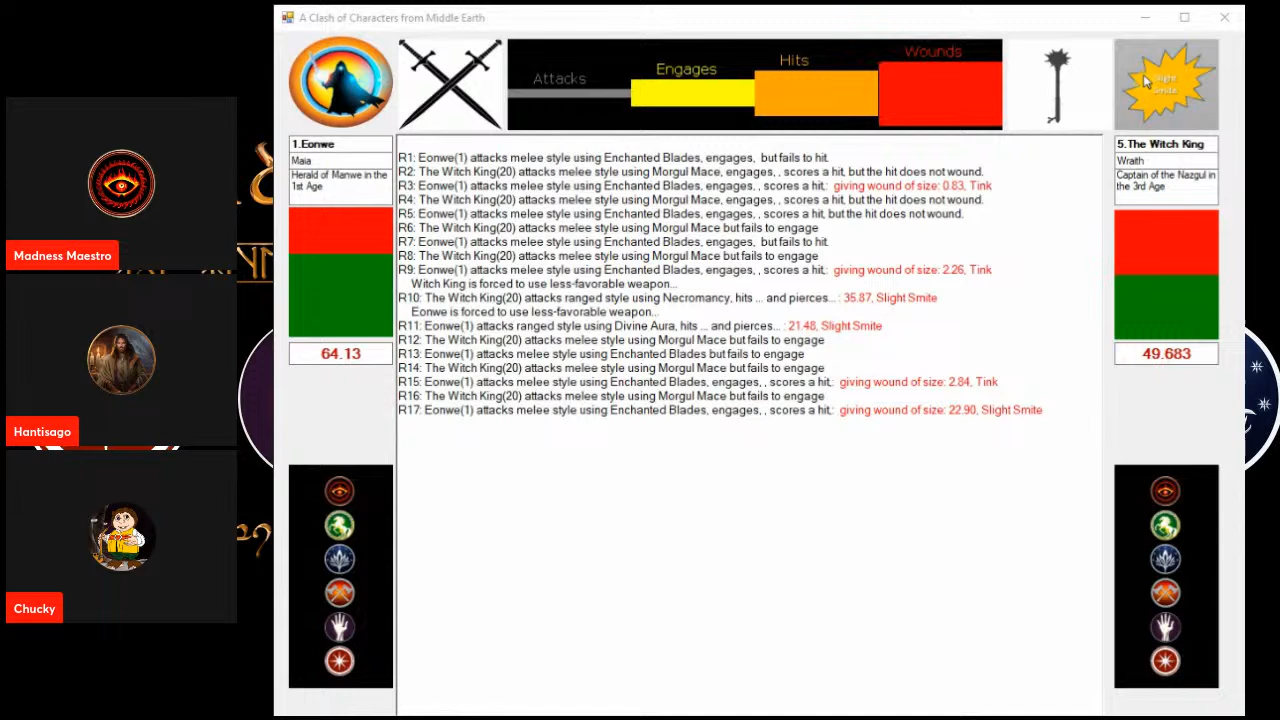 A Clash of Characters from Middle Earth
Attacks
Engages
Hits
Wounds
Slight
Smite
1.Eonwe
Maia
Herald of Manwe in the
1st Age
64.13
R1: Eonwe(1) attacks melee style using Enchanted Blades, engages,  but fails to hit.
R2: The Witch King(20) attacks melee style using Morgul Mace, engages, , scores a hit, but the hit does not wound.
R3: Eonwe(1) attacks melee style using Enchanted Blades, engages, , scores a hit,:  giving wound of size: 0.83, Tink
R4: The Witch King(20) attacks melee style using Morgul Mace, engages, , scores a hit, but the hit does not wound.
R5: Eonwe(1) attacks melee style using Enchanted Blades, engages, , scores a hit, but the hit does not wound.
R6: The Witch King(20) attacks melee style using Morgul Mace but fails to engage
R7: Eonwe(1) attacks melee style using Enchanted Blades, engages,  but fails to hit.
R8: The Witch King(20) attacks melee style using Morgul Mace but fails to engage
R9: Eonwe(1) attacks melee style using Enchanted Blades, engages, , scores a hit,:  giving wound of size: 2.26, Tink
Witch King is forced to use less-favorable weapon...
R10: The Witch King(20) attacks ranged style using Necromancy, hits ... and pierces... : 35.87, Slight Smite
Eonwe is forced to use less-favorable weapon...
R11: Eonwe(1) attacks ranged style using Divine Aura, hits ... and pierces... : 21.48, Slight Smite
R12: The Witch King(20) attacks melee style using Morgul Mace but fails to engage
R13: Eonwe(1) attacks melee style using Enchanted Blades but fails to engage
R14: The Witch King(20) attacks melee style using Morgul Mace but fails to engage
R15: Eonwe(1) attacks melee style using Enchanted Blades, engages, , scores a hit,:  giving wound of size: 2.84, Tink
R16: The Witch King(20) attacks melee style using Morgul Mace but fails to engage
R17: Eonwe(1) attacks melee style using Enchanted Blades, engages, , scores a hit,:  giving wound of size: 22.90, Slight Smite
5.The Witch King
Wraith
Captain of the Nazgul in
the 3rd Age
49.683
Madness Maestro
Hantisago
Chucky